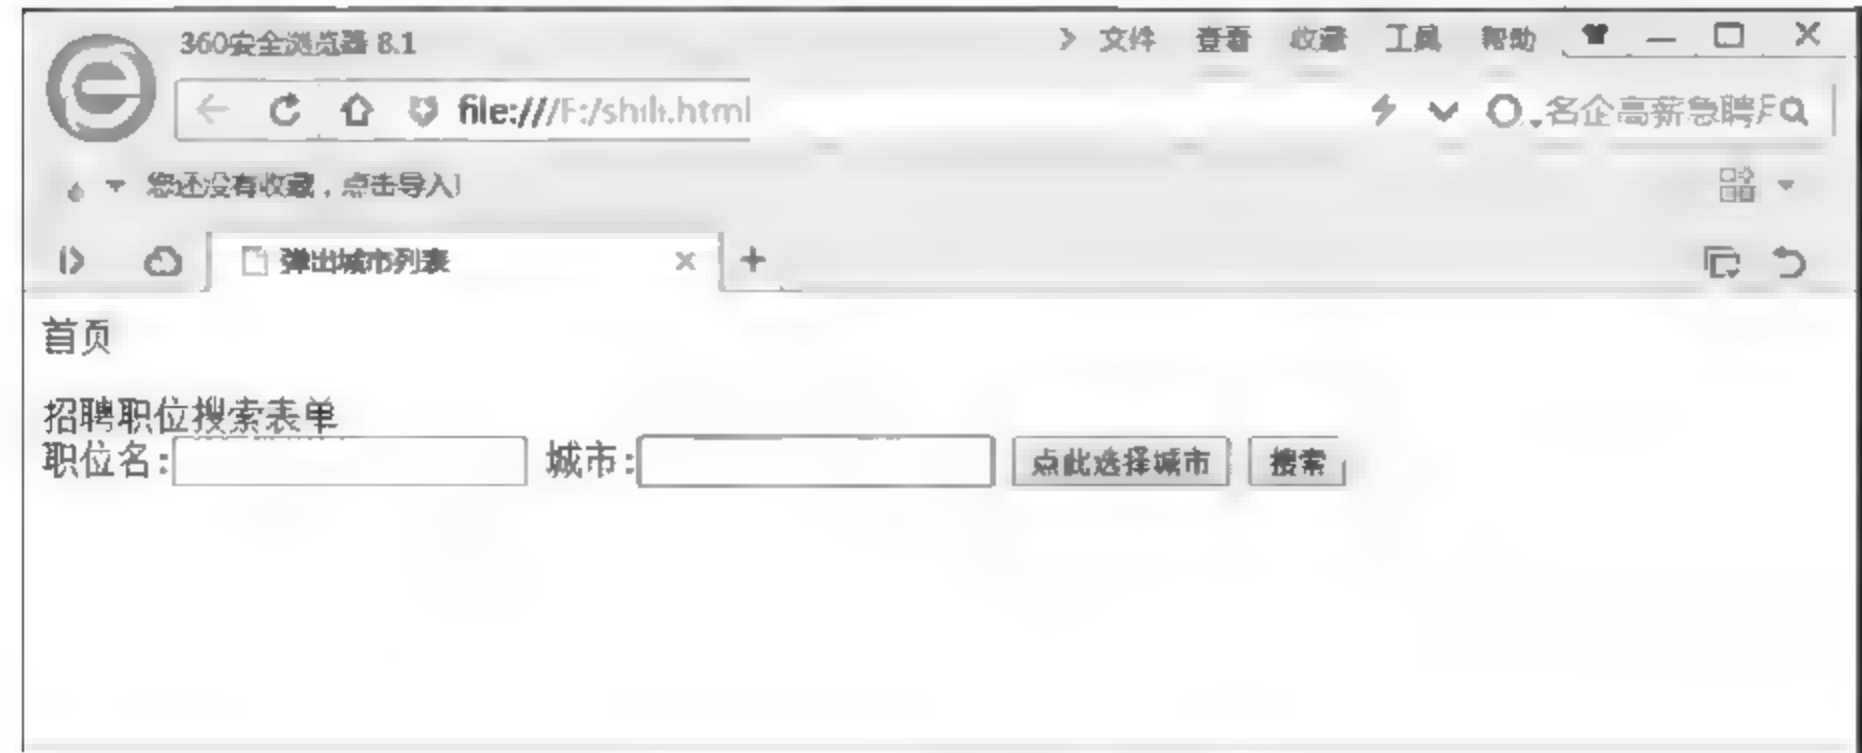 360安全浏览器 8.1 文件 查看 收藏 工具 帮助
file:///F:/shili.html 名企高薪急聘
您还没有收藏，点击导入!
弹出城市列表
首页
招聘职位搜索表单
职位名: 城市: 点此选择城市 搜索